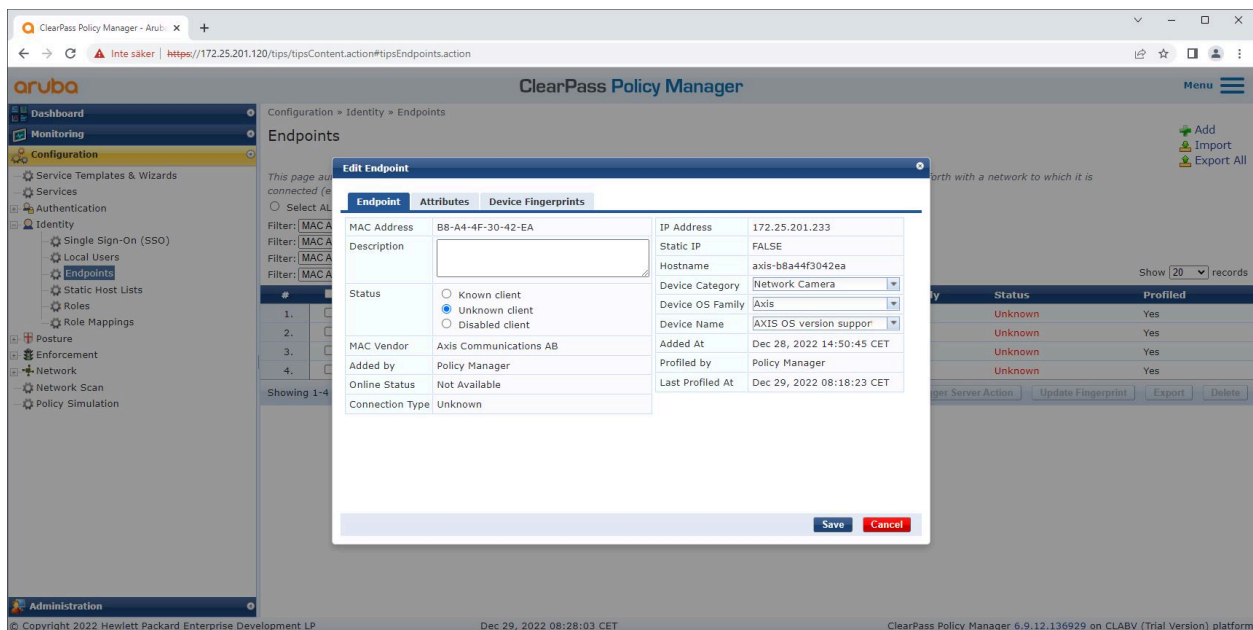 ClearPass Policy Manager - Arub
Inte säker | https://172.25.201.120/tips/tipsContent.action#tipsEndpoints.action
aruba
ClearPass Policy Manager
Menu
Dashboard
Monitoring
Configuration
Service Templates & Wizards
Services
Authentication
Identity
Single Sign-On (SSO)
Local Users
Endpoints
Static Host Lists
Roles
Role Mappings
Posture
Enforcement
Network
Network Scan
Policy Simulation
Administration
Configuration » Identity » Endpoints
Endpoints
Add
Import
Export All
This page au
orth with a network to which it is
connected (e
Select AL
Filter: MAC A
Filter: MAC A
Filter: MAC A
Filter: MAC A
Show 20 records
# ly Status Profiled
1. Unknown Yes
2. Unknown Yes
3. Unknown Yes
4. Unknown Yes
Showing 1-4
ger Server Action Update Fingerprint Export Delete
Edit Endpoint
Endpoint Attributes Device Fingerprints
MAC Address B8-A4-4F-30-42-EA
Description
Status
Known client
Unknown client
Disabled client
MAC Vendor Axis Communications AB
Added by Policy Manager
Online Status Not Available
Connection Type Unknown
IP Address 172.25.201.233
Static IP FALSE
Hostname axis-b8a44f3042ea
Device Category Network Camera
Device OS Family Axis
Device Name AXIS OS version suppor
Added At Dec 28, 2022 14:50:45 CET
Profiled by Policy Manager
Last Profiled At Dec 29, 2022 08:18:23 CET
Save Cancel
© Copyright 2022 Hewlett Packard Enterprise Development LP
Dec 29, 2022 08:28:03 CET
ClearPass Policy Manager 6.9.12.136929 on CLABV (Trial Version) platform